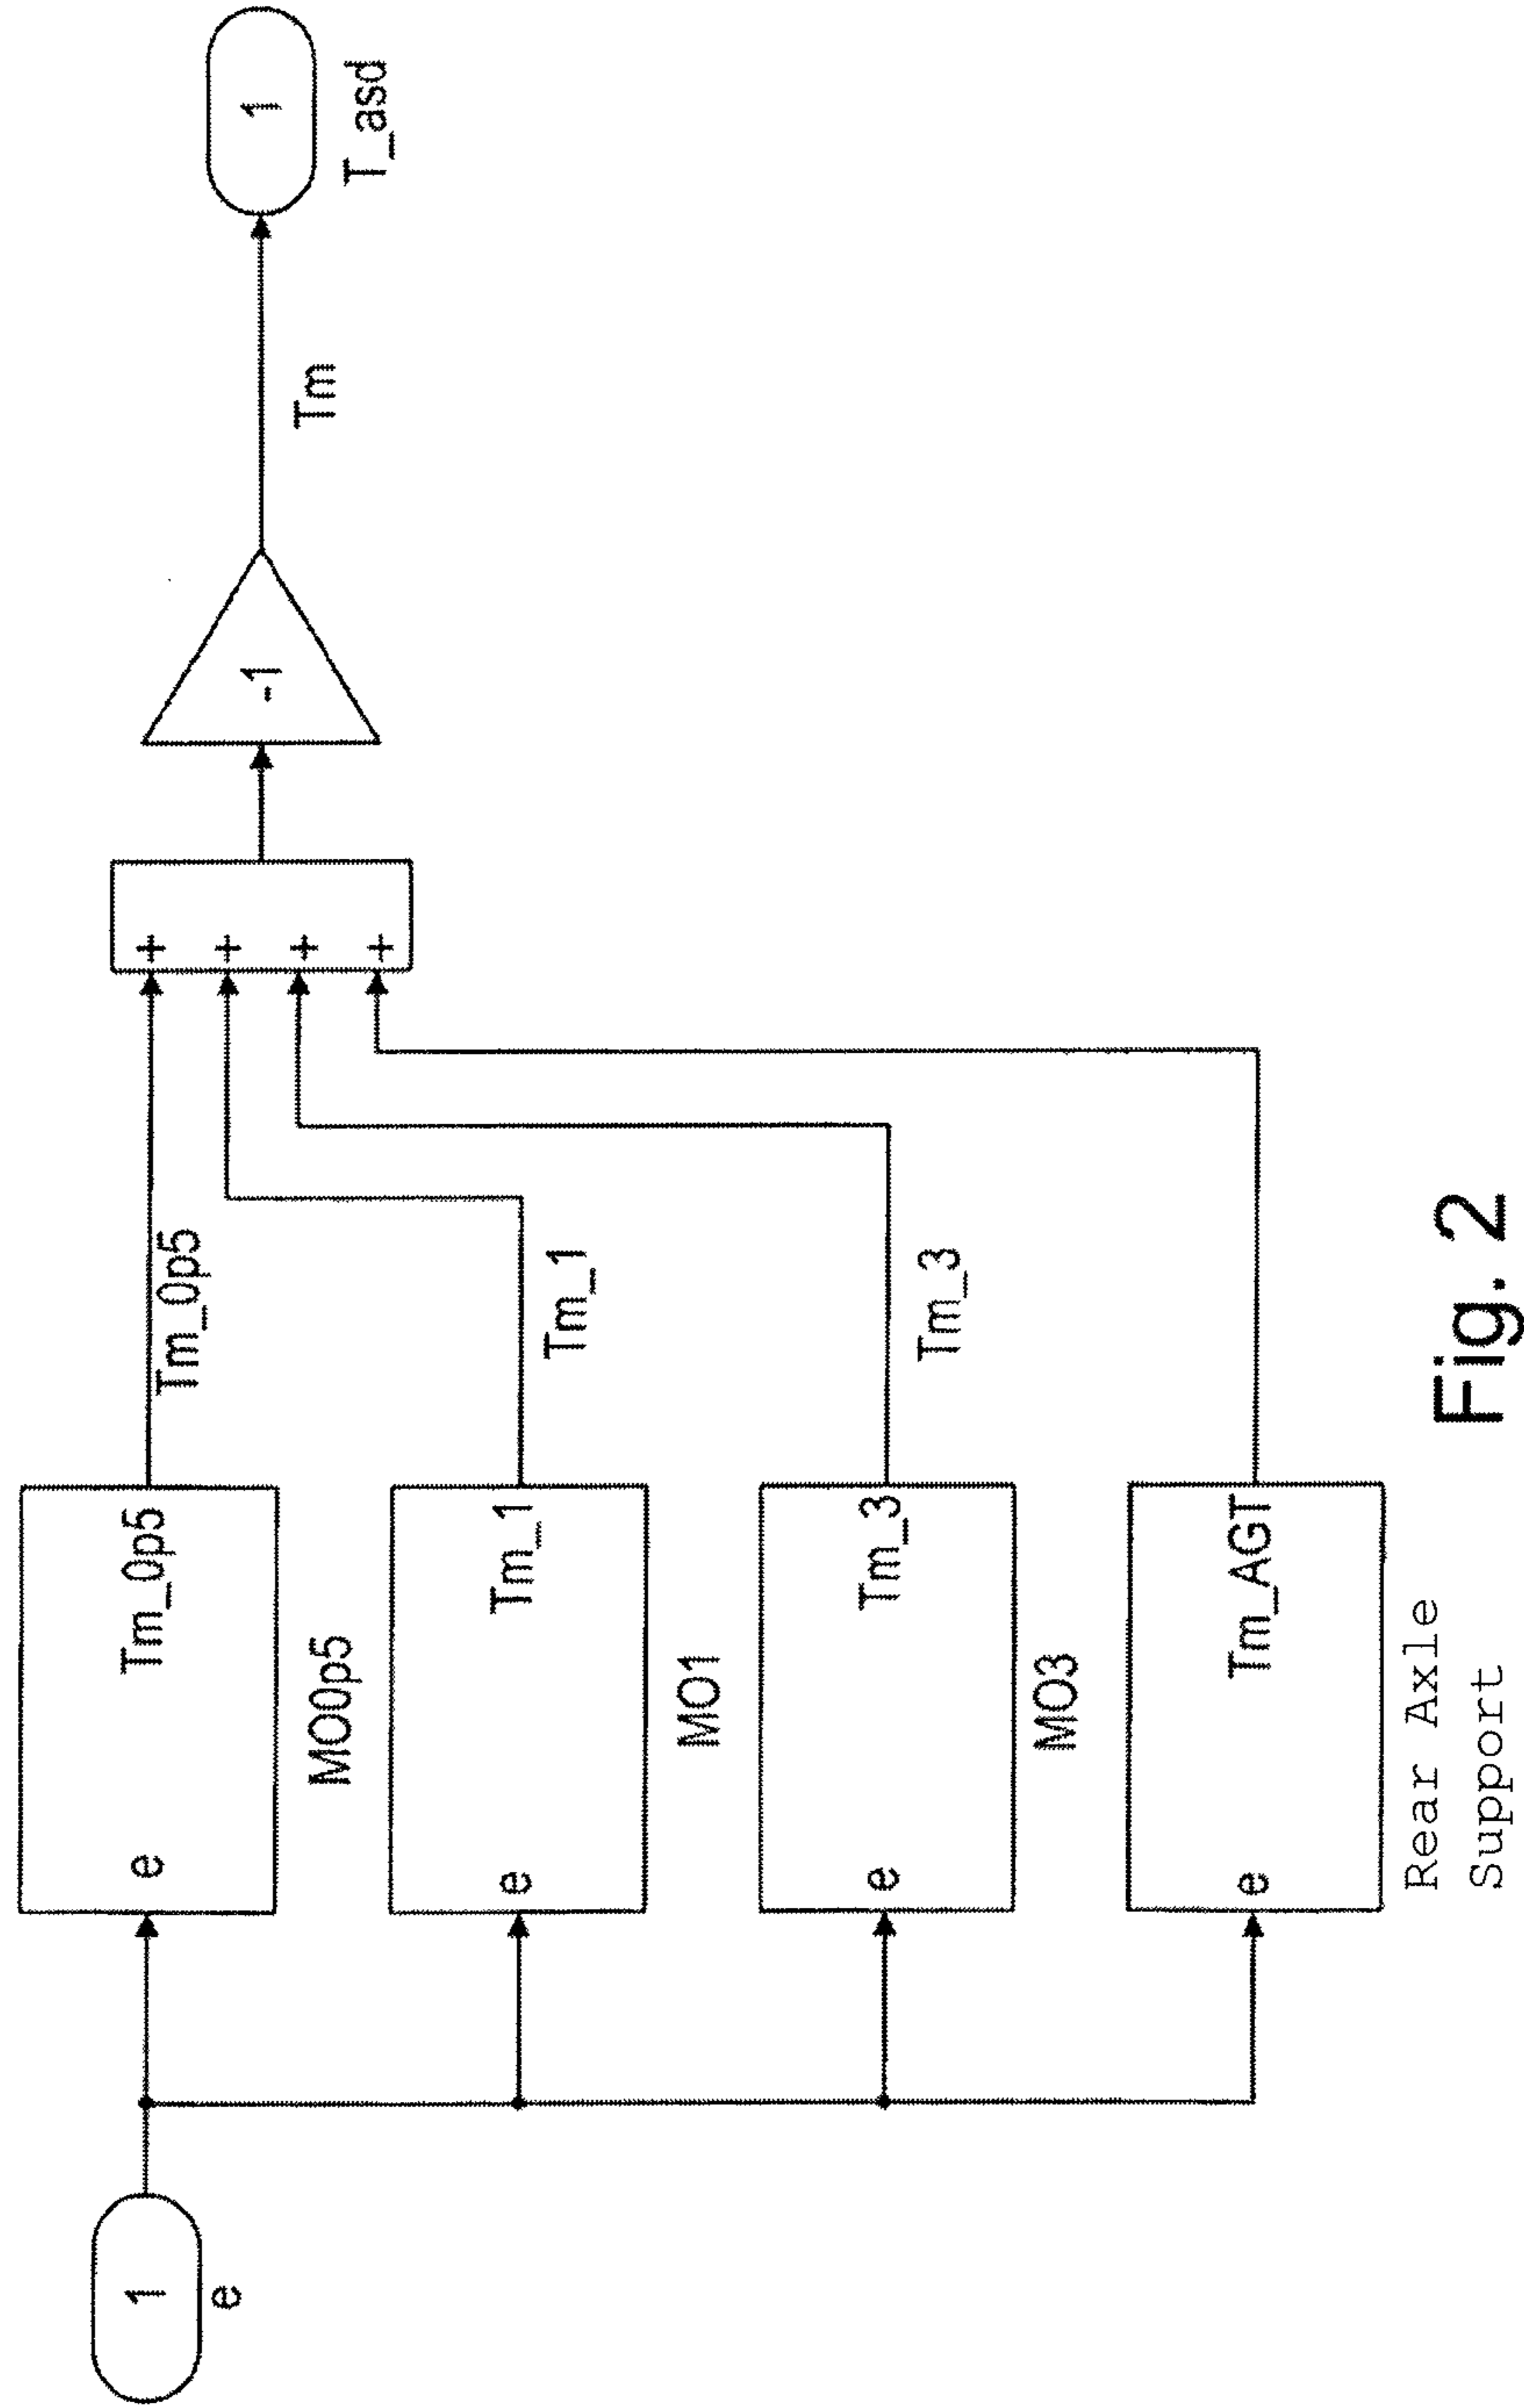 1
e
e
Tm_0p5
MO0p5
Tm_0p5
e
Tm_1
MO1
Tm_1
e
Tm_3
MO3
Tm_3
e
Tm_AGT
Rear Axle
Support
+
+
+
+
-1
Tm
1
T_asd
Fig. 2